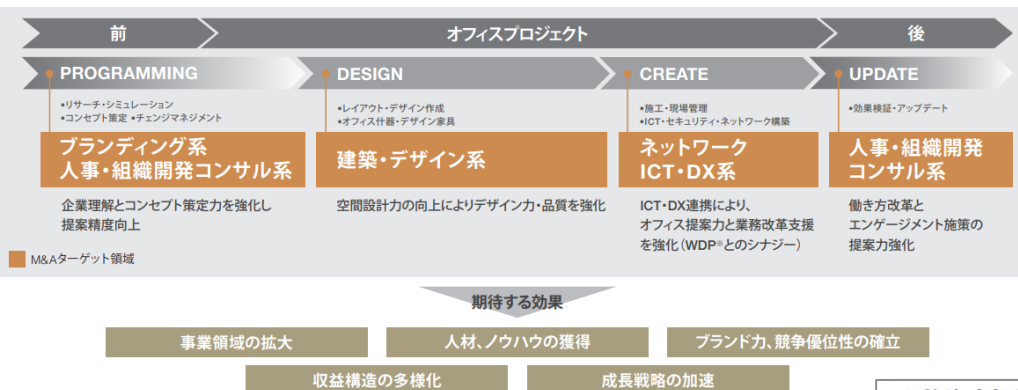 前
オフィスプロジェクト
後
PROGRAMMING
DESIGN
CREATE
UPDATE
•リサーチ・シミュレーション
•コンセプト策定 •チェンジマネジメント
•レイアウト・デザイン作成
•オフィス什器・デザイン家具
•施工・現場管理
•ICT・セキュリティ・ネットワーク構築
•効果検証・アップデート
ブランディング系
人事・組織開発コンサル系
建築・デザイン系
ネットワーク
ICT・DX系
人事・組織開発
コンサル系
企業理解とコンセプト策定力を強化し
提案精度向上
空間設計力の向上によりデザイン力・品質を強化
ICT・DX連携により、
オフィス提案力と業務改革支援
を強化（WDP※とのシナジー）
働き方改革と
エンゲージメント施策の
提案力強化
M&Aターゲット領域
期待する効果
事業領域の拡大
人材、ノウハウの獲得
ブランド力、競争優位性の確立
収益構造の多様化
成長戦略の加速